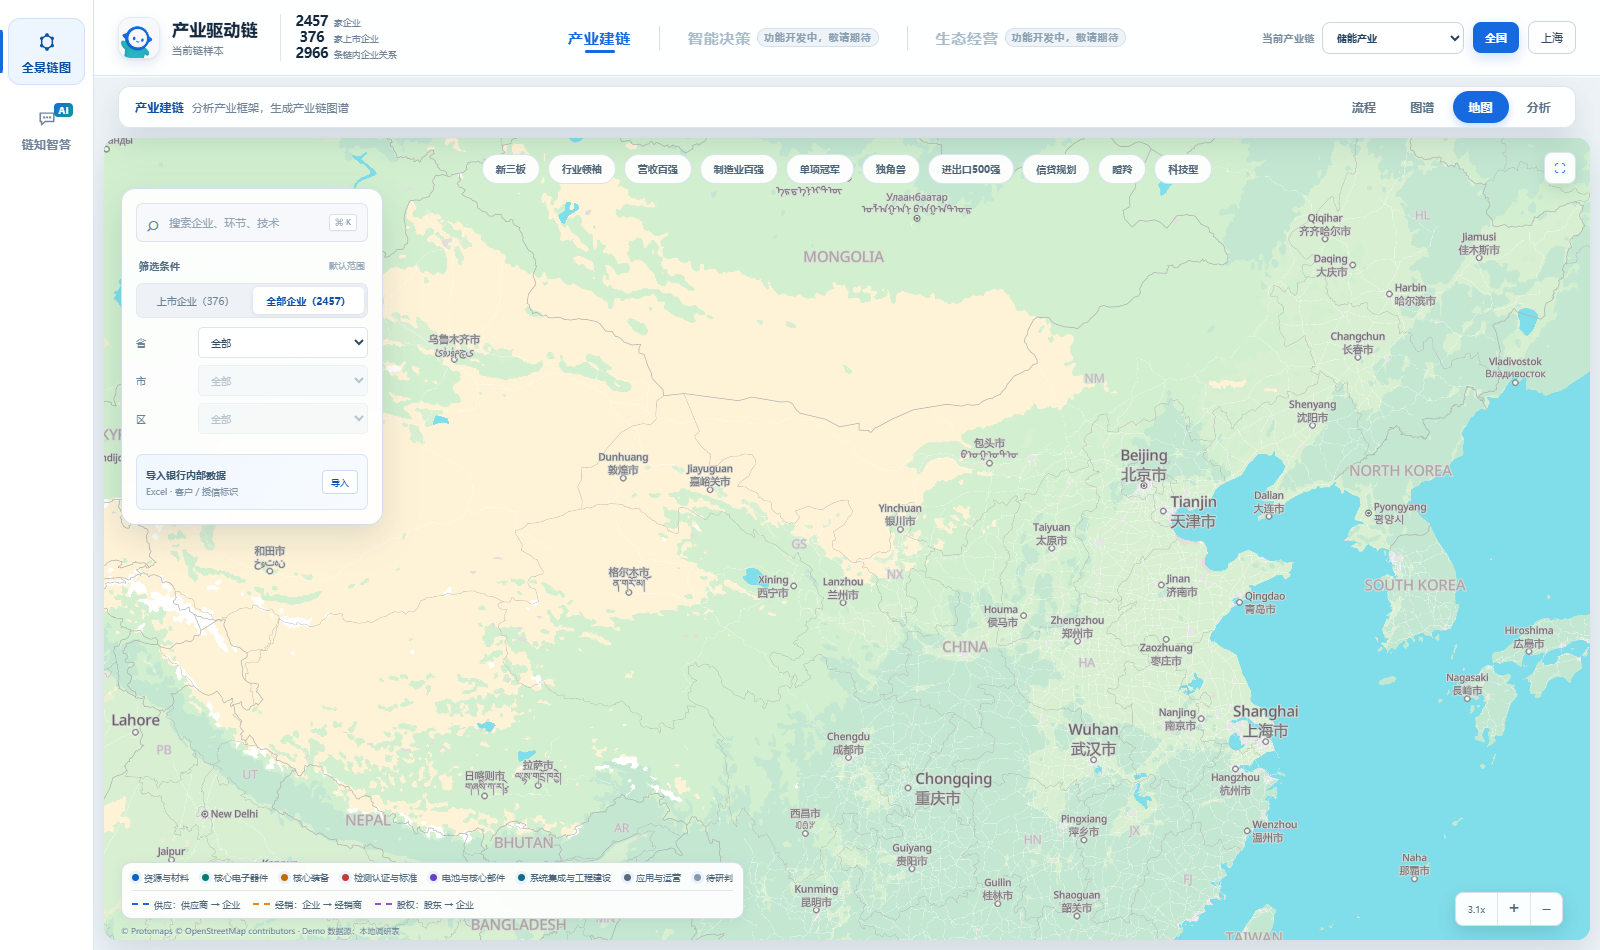 全景链图
AI
链知智答
产业驱动链
当前链样本
2457 家企业
376 家上市企业
2966 条链内企业关系
产业建链
智能决策 功能开发中，敬请期待
生态经营 功能开发中，敬请期待
当前产业链 储能产业 全国 上海
产业建链 分析产业框架，生成产业链图谱
流程 图谱 地图 分析
新三板 行业领袖 营收百强 制造业百强 单项冠军 独角兽 进出口500强 信贷规划 瞪羚 科技型
搜索企业、环节、技术 ⌘ K
筛选条件 默认范围
上市企业（376） 全部企业（2457）
省 全部
市 全部
区 全部
导入银行内部数据
Excel · 客户 / 授信标识
导入
Улаанбаатар
MONGOLIA
Qiqihar
齐齐哈尔市
HL
Jiamusi
佳木斯市
Daqing
大庆市
Harbin
哈尔滨市
Changchun
长春市
Vladivostok
Владивосток
乌鲁木齐市
NM
Shenyang
沈阳市
包头市
Dunhuang
敦煌市
Jiayuguan
嘉峪关市
Beijing
北京市
NORTH KOREA
Tianjin
天津市
Dalian
大连市
Pyongyang
평양시
Yinchuan
银川市
Taiyuan
太原市
GS
和田市
格尔木市
Xining
西宁市
Lanzhou
兰州市
NX
Jinan
济南市
SOUTH KOREA
Qingdao
青岛市
Houma
侯马市
Zhengzhou
郑州市
Hiroshima
広島市
CHINA
HA
Zaozhuang
枣庄市
Nagasaki
長崎市
Lahore
PB
UT
Nanjing
南京市
Shanghai
上海市
Wuhan
武汉市
Chengdu
成都市
日喀则市
拉萨市
Chongqing
重庆市
Hangzhou
杭州市
New Delhi
NEPAL
BHUTAN
AR
西昌市
Pingxiang
萍乡市
HN
JX
Wenzhou
温州市
Jaipur
Guiyang
贵阳市
Naha
那覇市
Kunming
昆明市
Guilin
桂林市
Shaoguan
韶关市
FJ
BANGLADESH
TAIWAN
资源与材料 核心电子器件 核心装备 检测认证与标准 电池与核心部件 系统集成与工程建设 应用与运营 待研判
供应：供应商 → 企业 经销：企业 → 经销商 股权：股东 → 企业
© Protomaps © OpenStreetMap contributors · Demo 数据源：本地调研表
3.1x + −